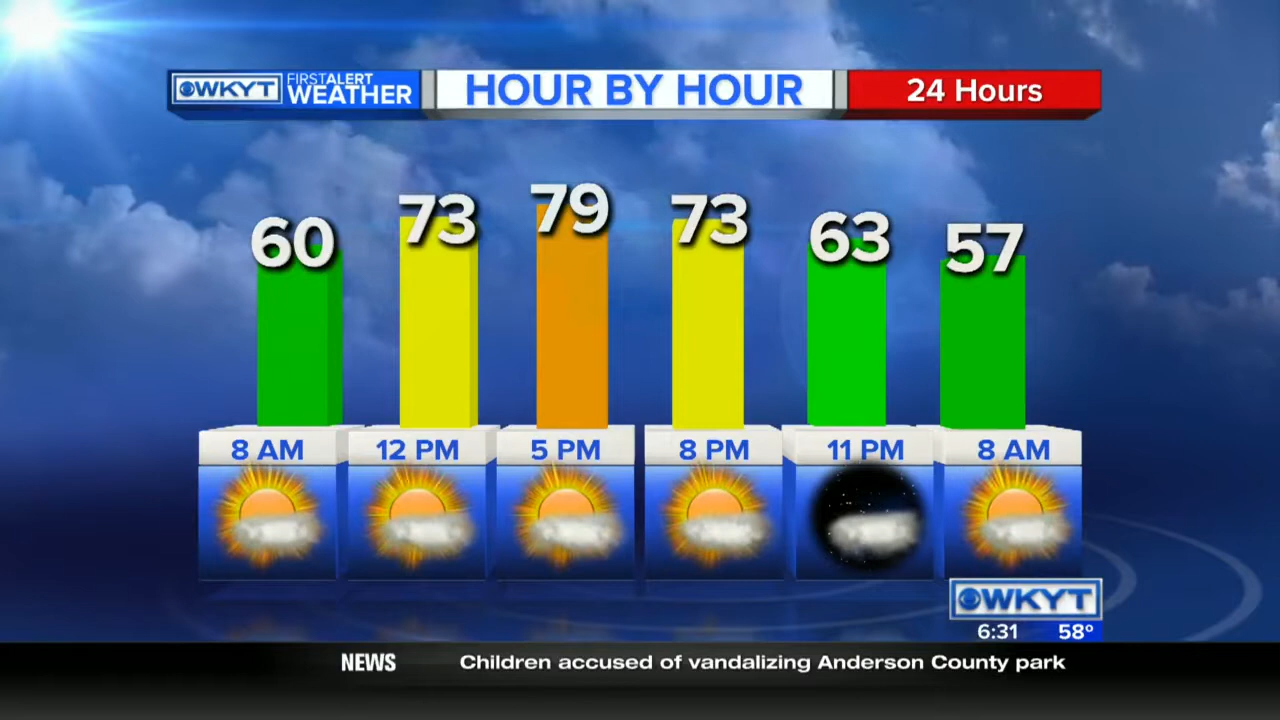 WKYT FIRST ALERT WEATHER
HOUR BY HOUR
24 Hours
60 73 79 73 63 57
8 AM 12 PM 5 PM 8 PM 11 PM 8 AM
WKYT
6:31 58°
NEWS Children accused of vandalizing Anderson County park